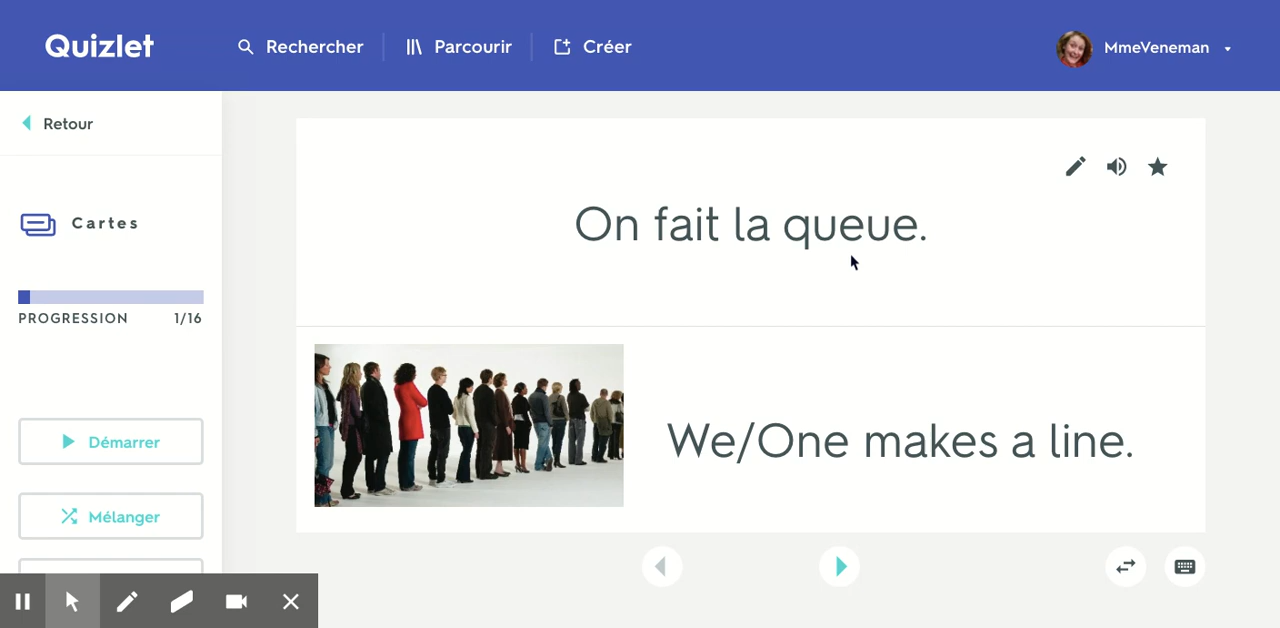 Quizlet
Rechercher
Parcourir
Créer
MmeVeneman
Retour
Cartes
PROGRESSION 1/16
Démarrer
Mélanger
On fait la queue.
We/One makes a line.